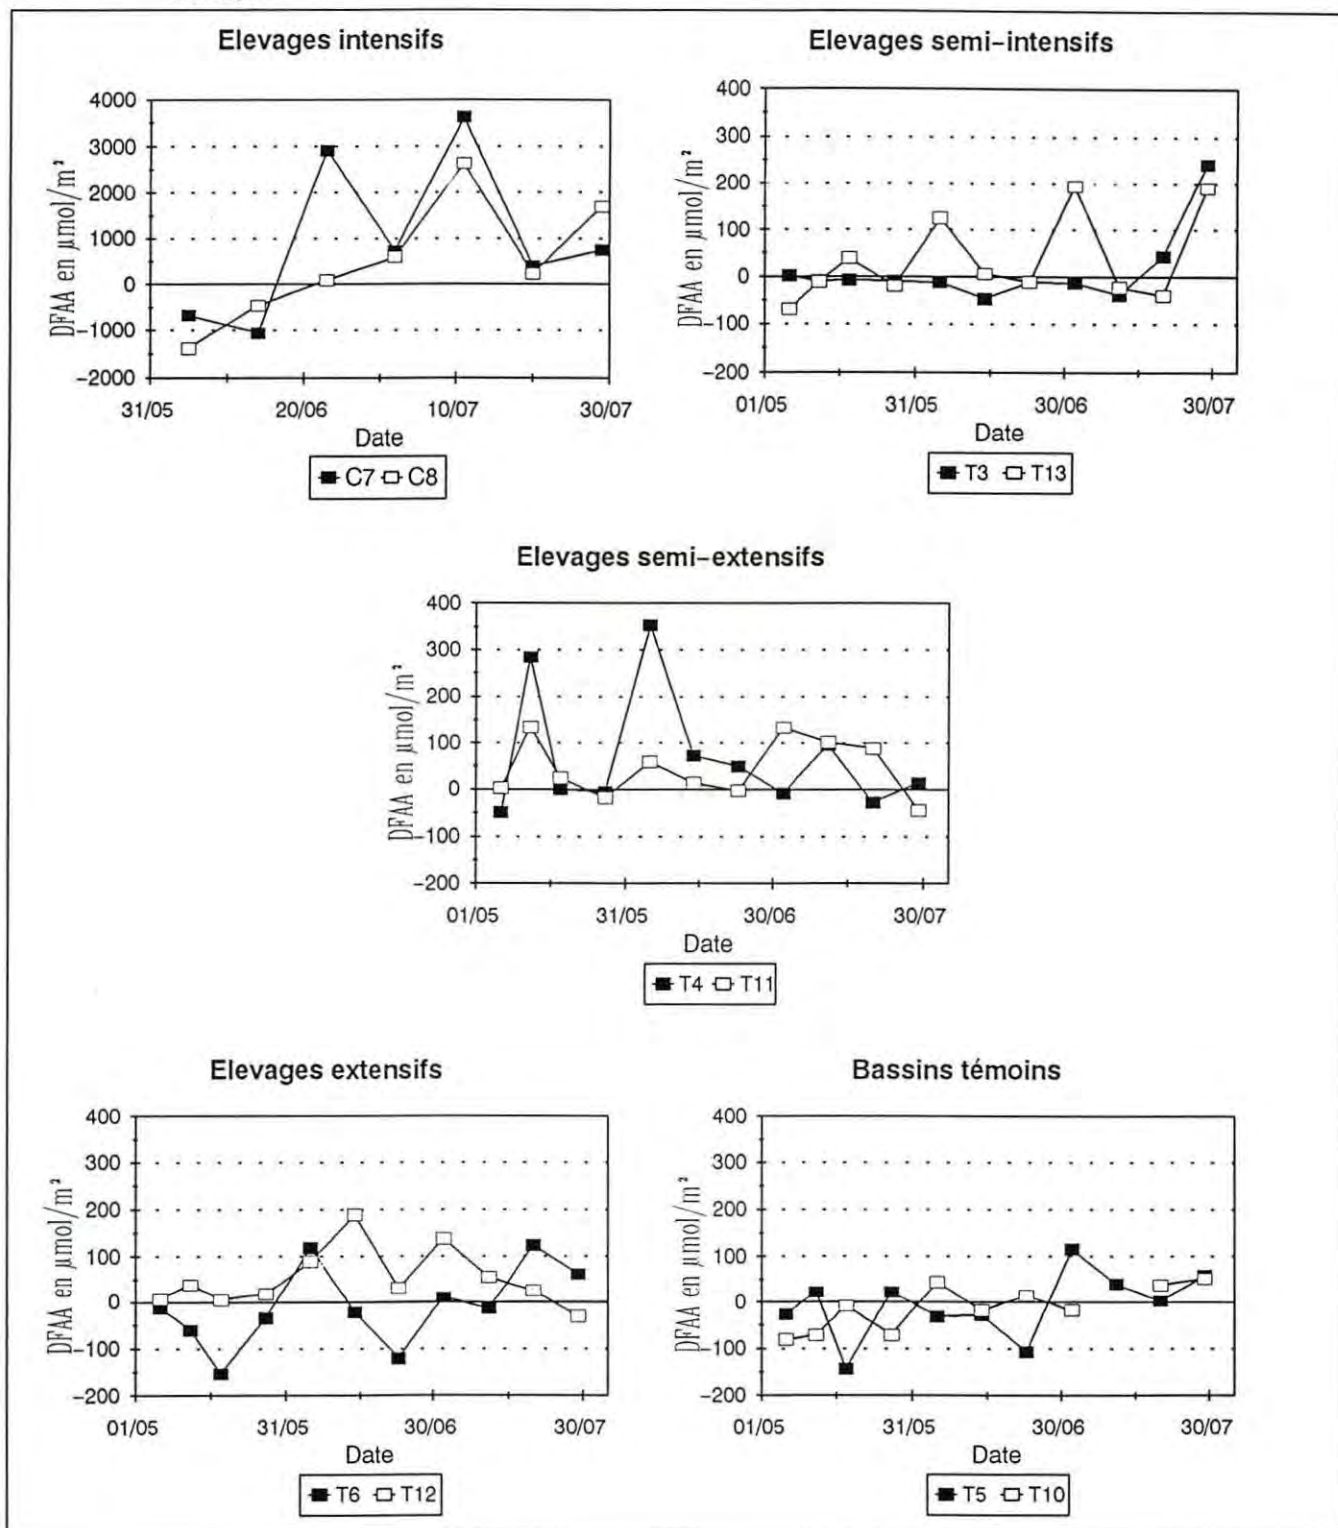 Elevages intensifs
DFAA en µmol/m²
4000
3000
2000
1000
0
−1000
−2000
31/05 20/06 10/07 30/07
Date
C7 C8
Elevages semi−intensifs
DFAA en µmol/m²
400
300
200
100
0
−100
−200
01/05 31/05 30/06 30/07
Date
T3 T13
Elevages semi−extensifs
DFAA en µmol/m²
400
300
200
100
0
−100
−200
01/05 31/05 30/06 30/07
Date
T4 T11
Elevages extensifs
DFAA en µmol/m²
400
300
200
100
0
−100
−200
01/05 31/05 30/06 30/07
Date
T6 T12
Bassins témoins
DFAA en µmol/m²
400
300
200
100
0
−100
−200
01/05 31/05 30/06 30/07
Date
T5 T10